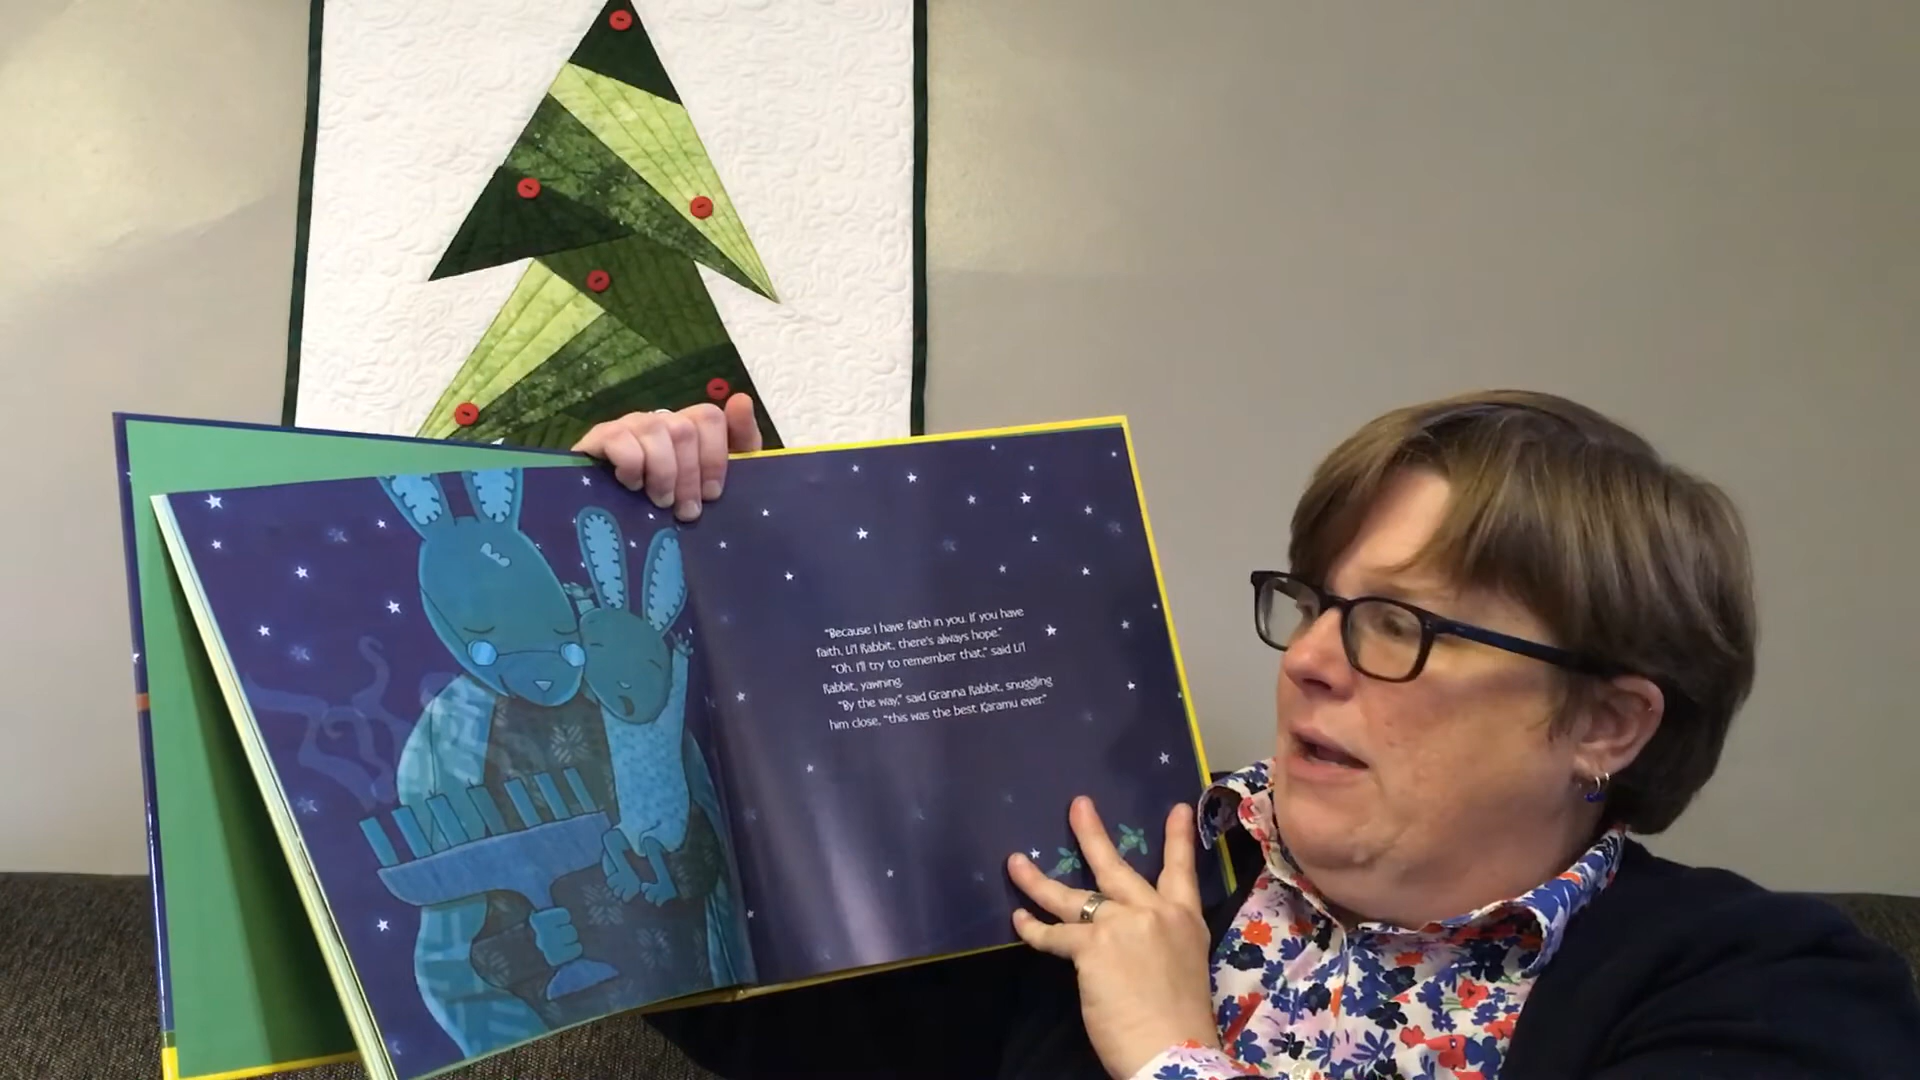 "Because I have faith in you. If you have
faith, Li'l Rabbit, there's always hope."
"Oh. I'll try to remember that," said Li'l
Rabbit, yawning.
"By the way," said Granna Rabbit, snuggling
him close, "this was the best Karamu ever."